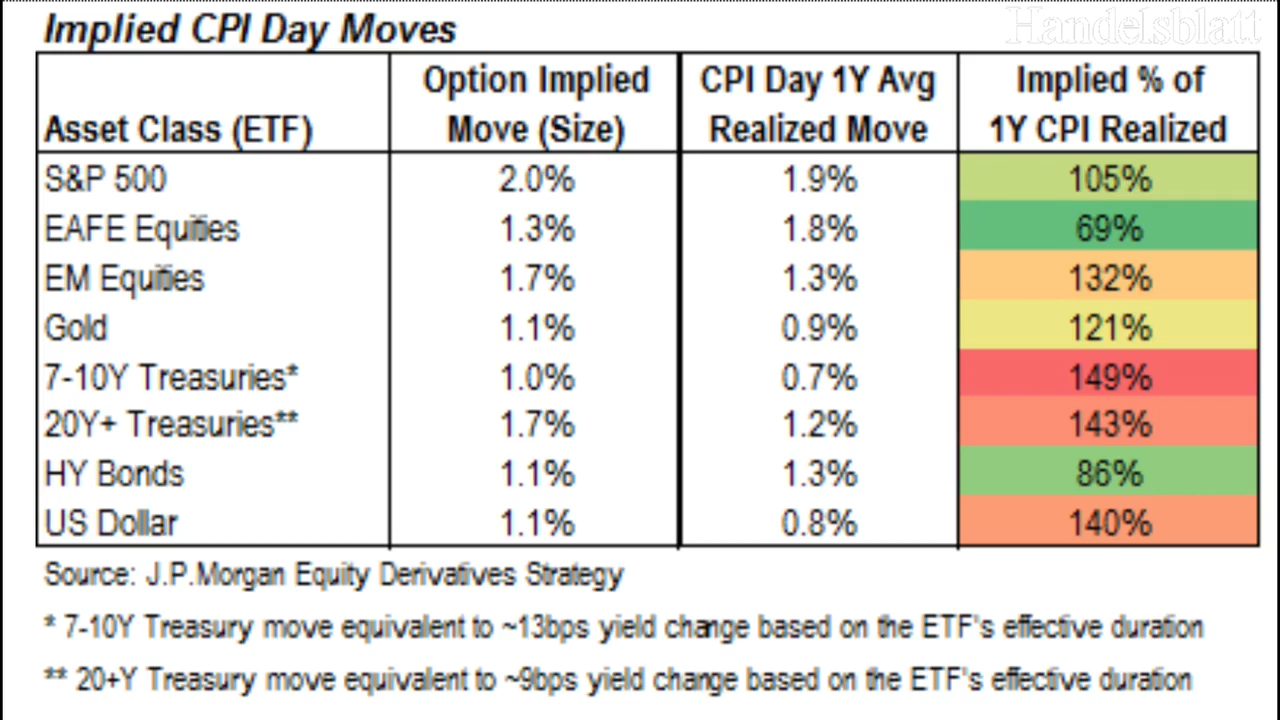 Implied CPI Day Moves
Handelsblatt
Asset Class (ETF) Option Implied Move (Size) CPI Day 1Y Avg Realized Move Implied % of 1Y CPI Realized
S&P 500 2.0% 1.9% 105%
EAFE Equities 1.3% 1.8% 69%
EM Equities 1.7% 1.3% 132%
Gold 1.1% 0.9% 121%
7-10Y Treasuries* 1.0% 0.7% 149%
20Y+ Treasuries** 1.7% 1.2% 143%
HY Bonds 1.1% 1.3% 86%
US Dollar 1.1% 0.8% 140%
Source: J.P.Morgan Equity Derivatives Strategy
* 7-10Y Treasury move equivalent to ~13bps yield change based on the ETF's effective duration
** 20+Y Treasury move equivalent to ~9bps yield change based on the ETF's effective duration